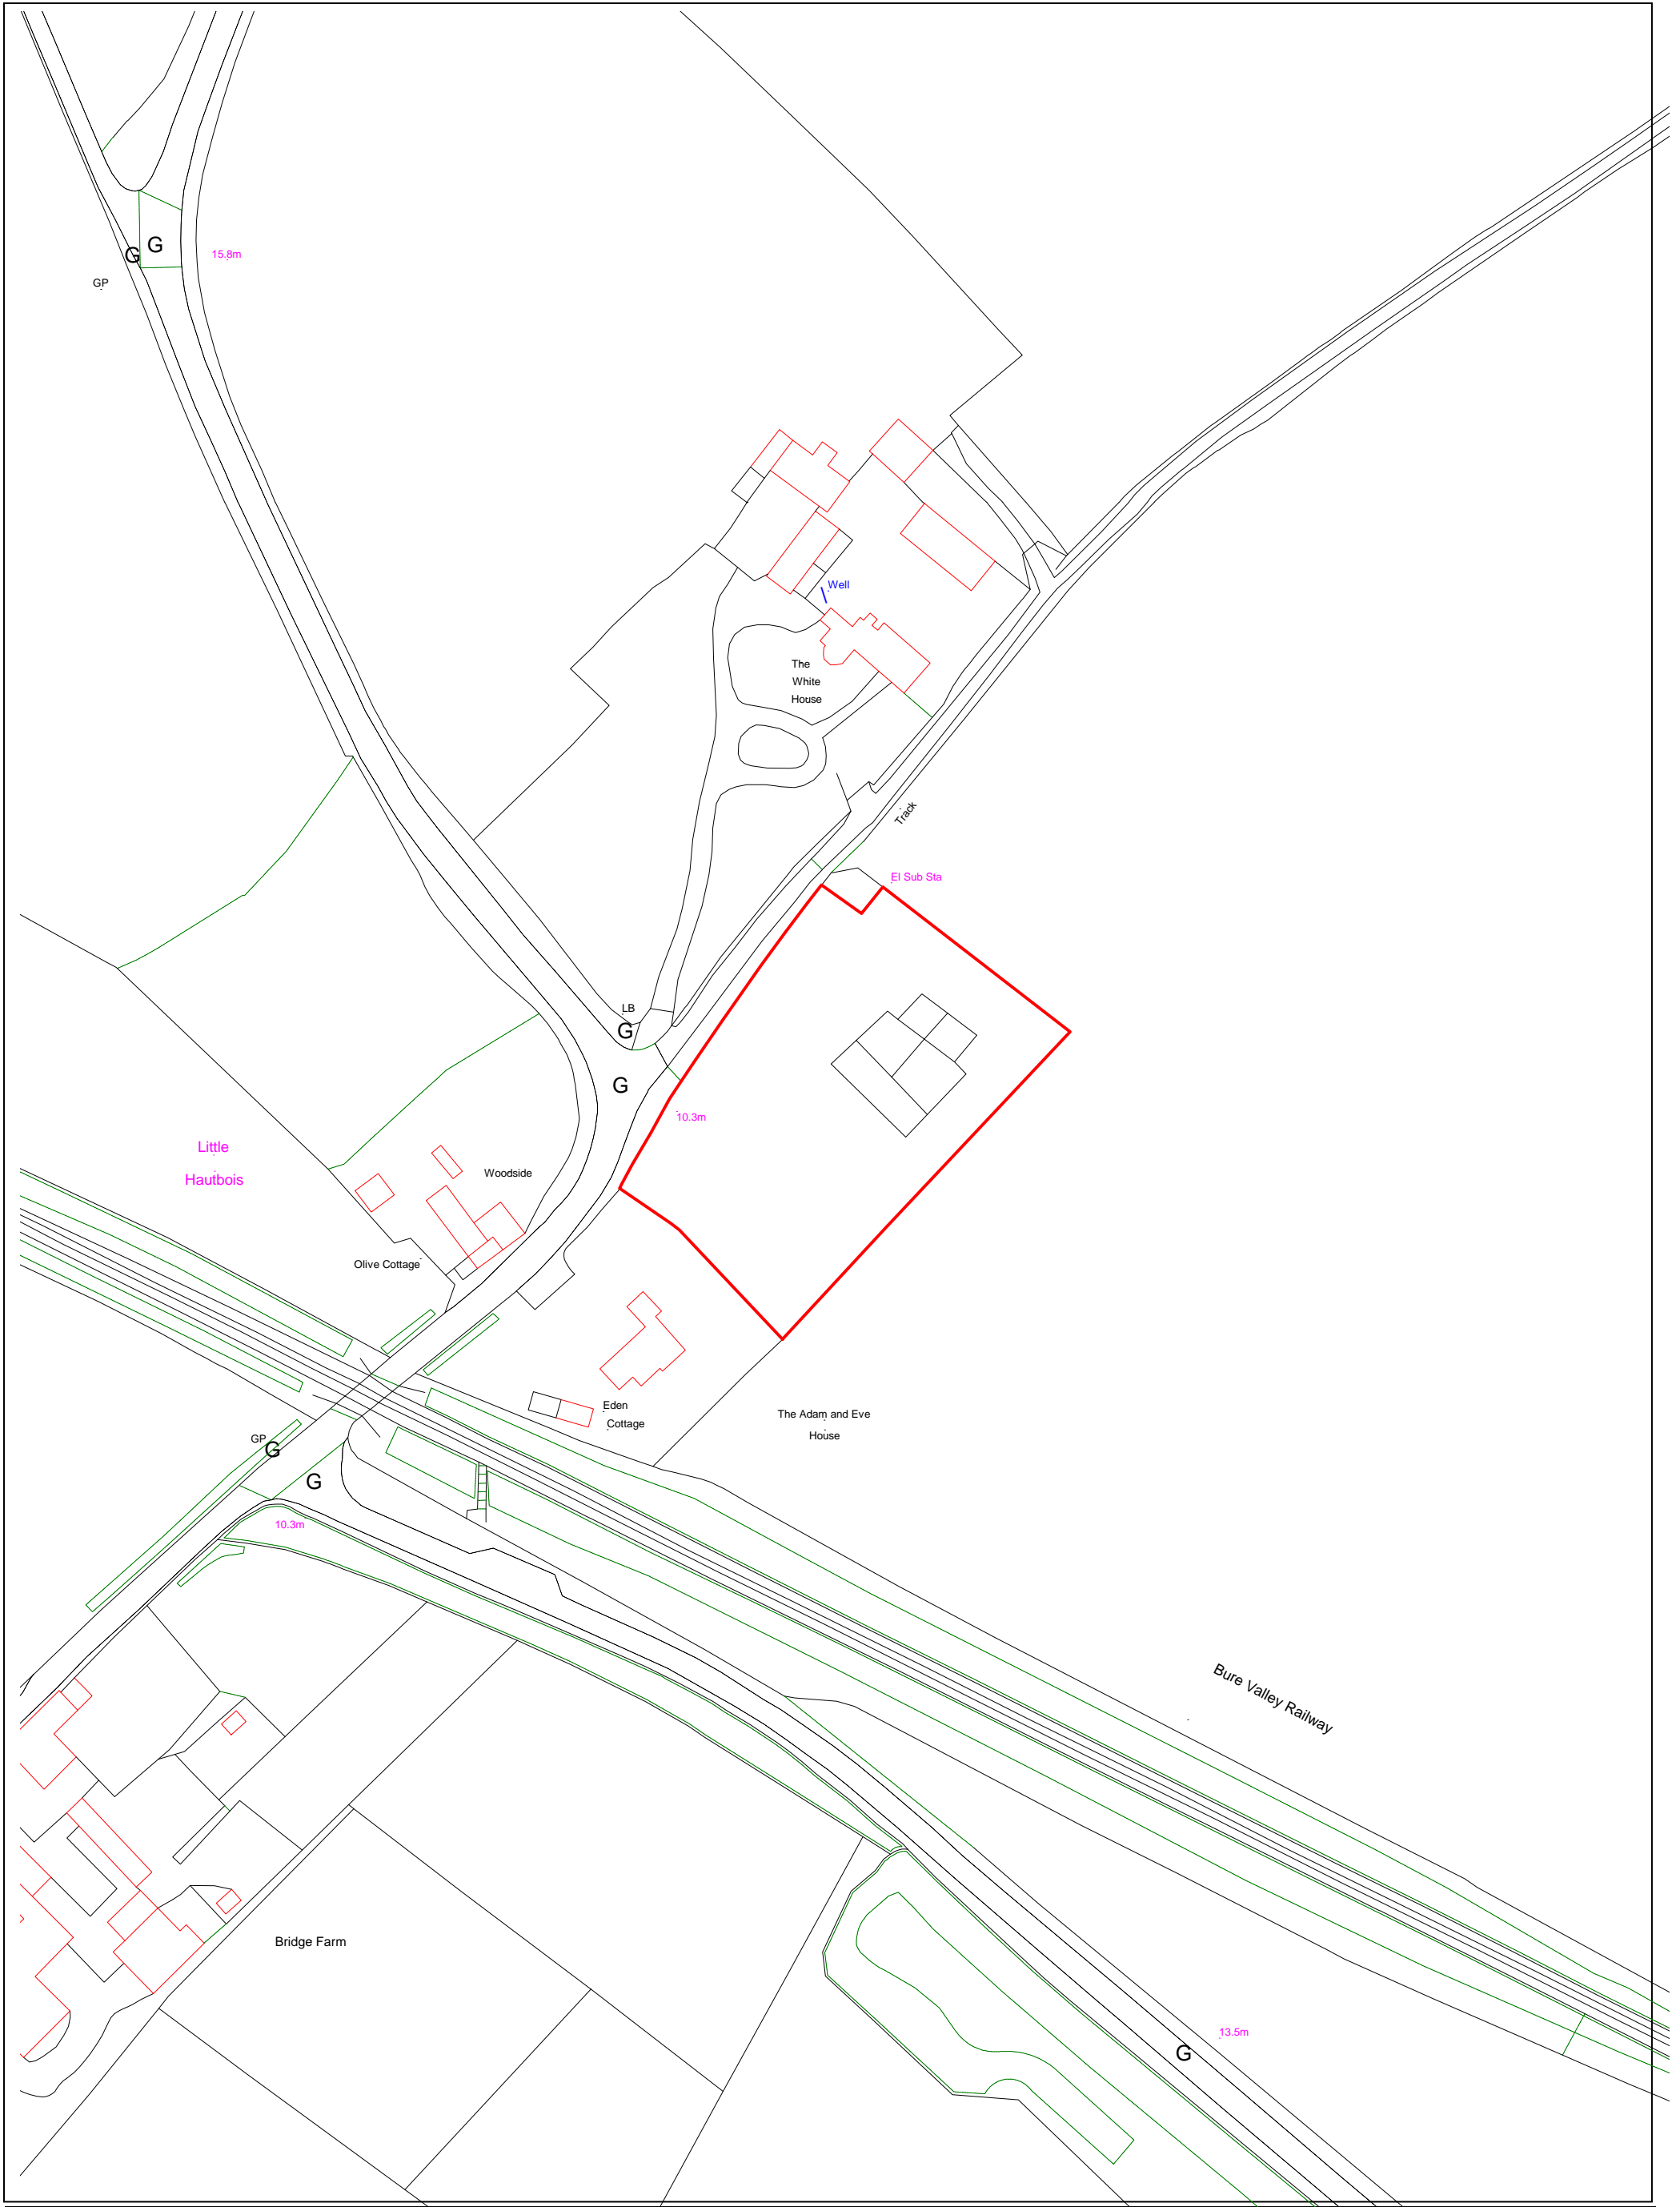 G
G
15.8m
GP
Well
The
White
House
Track
El Sub Sta
LB
G
G
10.3m
Little
Hautbois
Woodside
Olive Cottage
Eden
Cottage
The Adam and Eve
House
GP
G
G
10.3m
Bure Valley Railway
Bridge Farm
13.5m
G